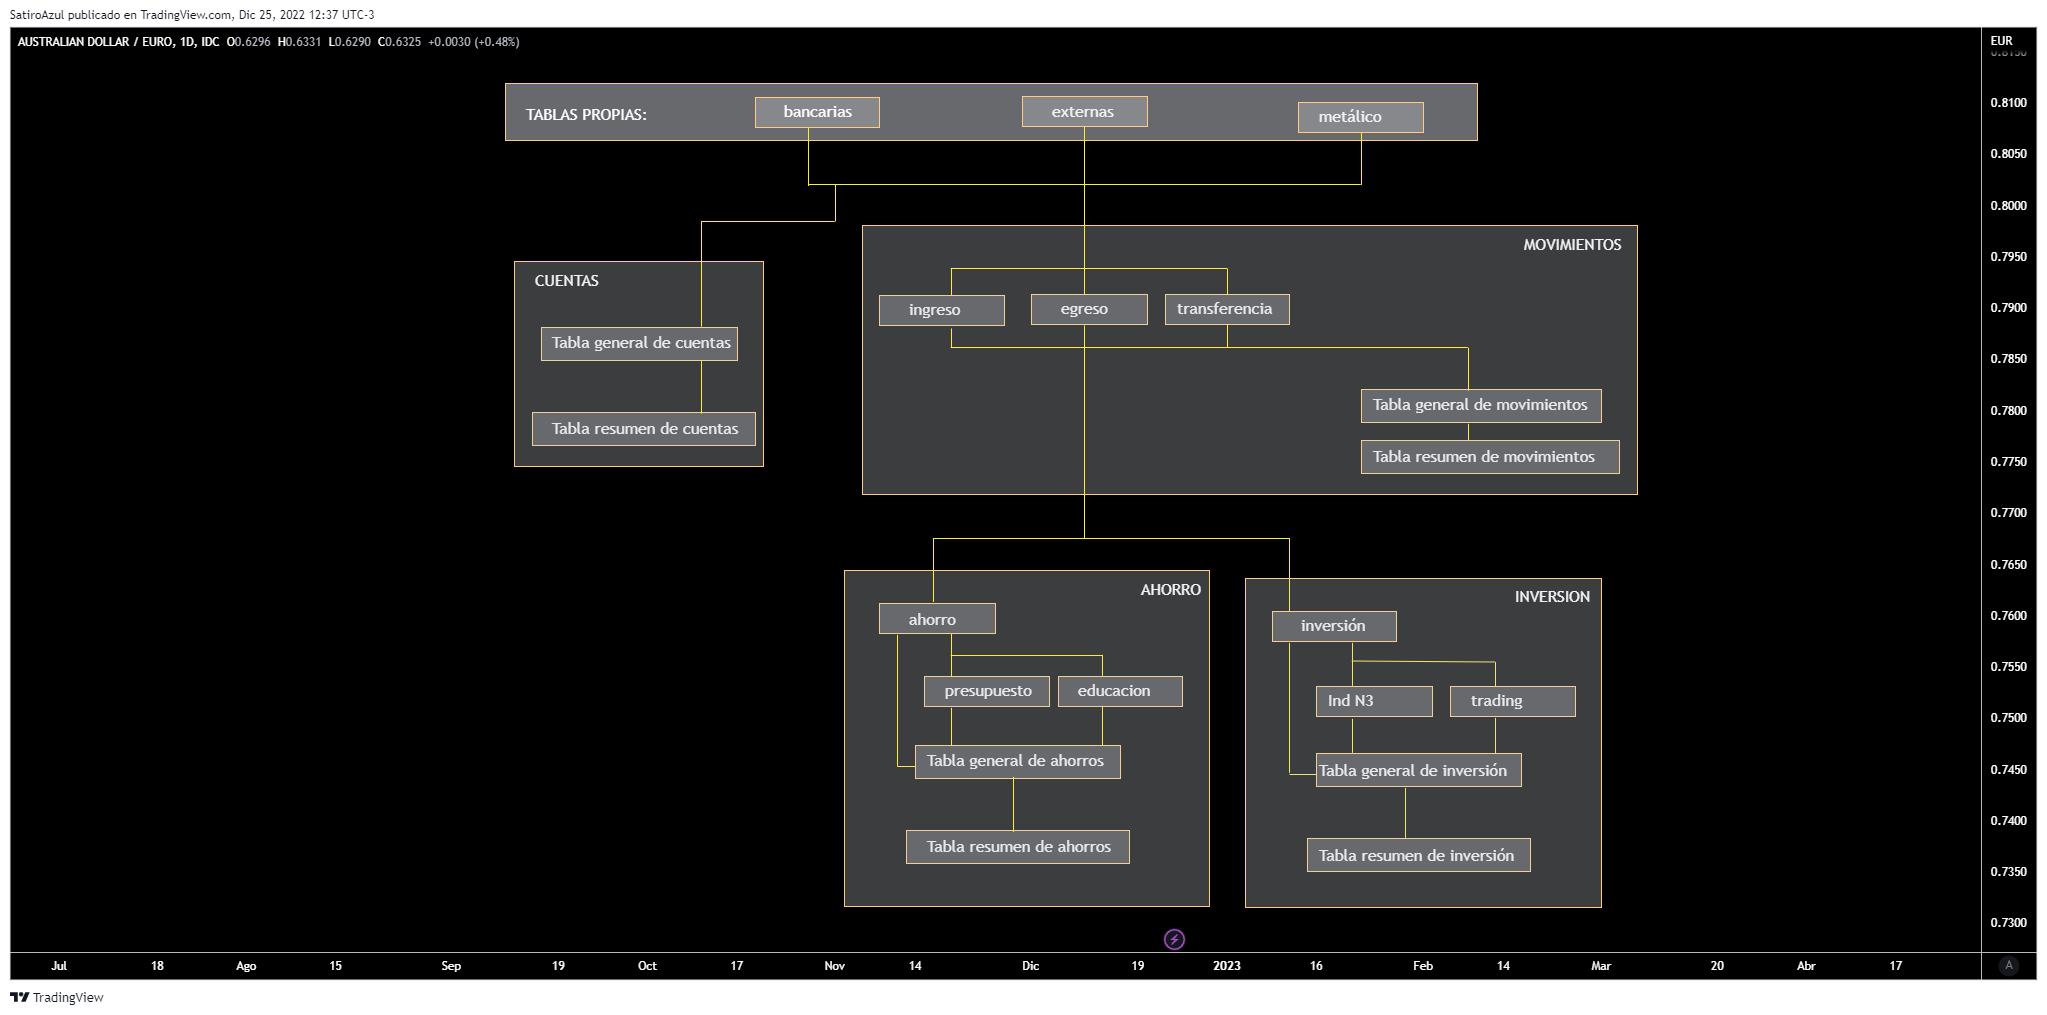 SatiroAzul publicado en TradingView.com, Dic 25, 2022 12:37 UTC-3
AUSTRALIAN DOLLAR / EURO, 1D, IDC O0.6296 H0.6331 L0.6290 C0.6325 +0.0030 (+0.48%)
EUR
0.8150
0.8100
0.8050
0.8000
0.7950
0.7900
0.7850
0.7800
0.7750
0.7700
0.7650
0.7600
0.7550
0.7500
0.7450
0.7400
0.7350
0.7300
TABLAS PROPIAS:
bancarias
externas
metálico
CUENTAS
Tabla general de cuentas
Tabla resumen de cuentas
MOVIMIENTOS
ingreso
egreso
transferencia
Tabla general de movimientos
Tabla resumen de movimientos
AHORRO
ahorro
presupuesto
educacion
Tabla general de ahorros
Tabla resumen de ahorros
INVERSION
inversión
Ind N3
trading
Tabla general de inversión
Tabla resumen de inversión
Jul 18 Ago 15 Sep 19 Oct 17 Nov 14 Dic 19 2023 16 Feb 14 Mar 20 Abr 17
A
TradingView